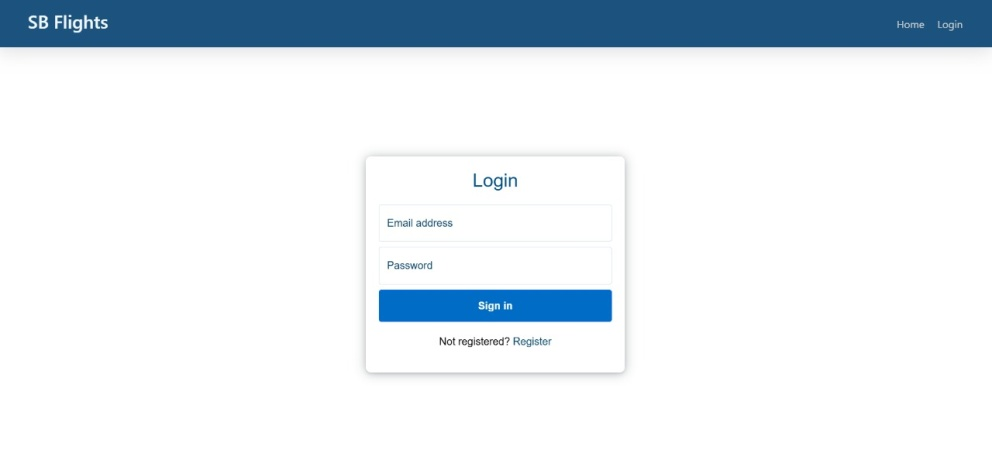 SB Flights
Home Login
Login
Email address
Password
Sign in
Not registered? Register